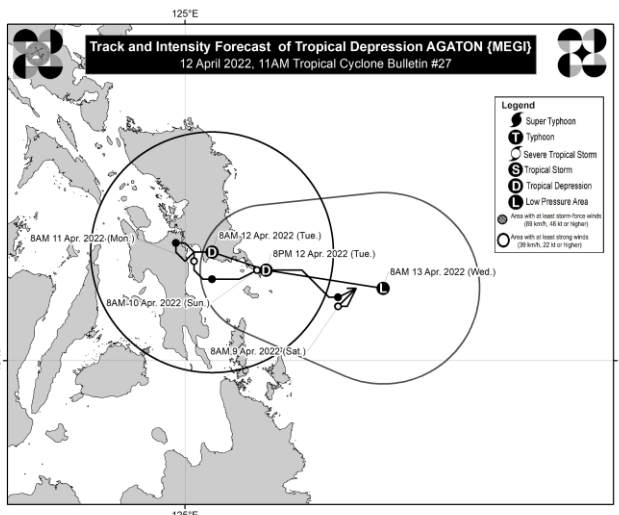 125°E
Track and Intensity Forecast of Tropical Depression AGATON {MEGI}
12 April 2022, 11AM Tropical Cyclone Bulletin #27
Legend
Super Typhoon
T Typhoon
Severe Tropical Storm
S Tropical Storm
D Tropical Depression
L Low Pressure Area
Area with at least storm-force winds
(89 km/h, 48 kt or higher)
Area with at least strong winds
(39 km/h, 22 kt or higher)
8AM 11 Apr. 2022 (Mon.)
8AM 12 Apr. 2022 (Tue.)
D
8PM 12 Apr. 2022 (Tue.)
D
8AM 13 Apr. 2022 (Wed.)
L
8AM 10 Apr. 2022 (Sun.)
8AM 9 Apr. 2022 (Sat.)
125°E